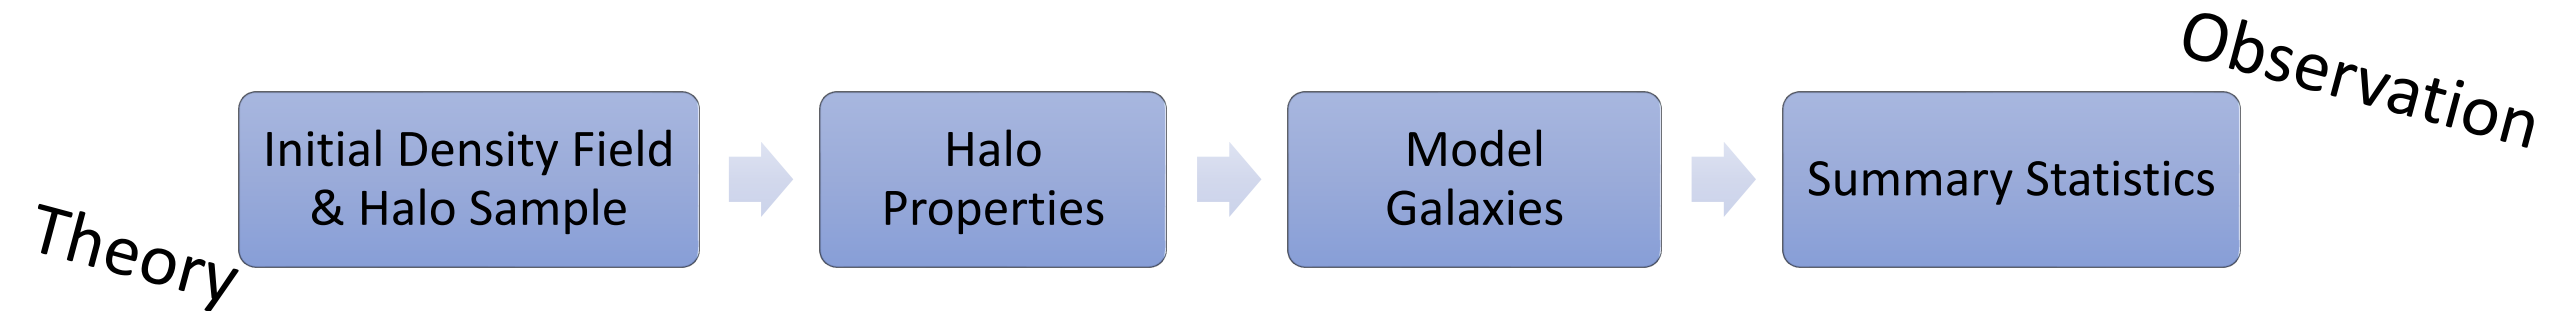 Theory
Initial Density Field
& Halo Sample
Halo
Properties
Model
Galaxies
Summary Statistics
Observation